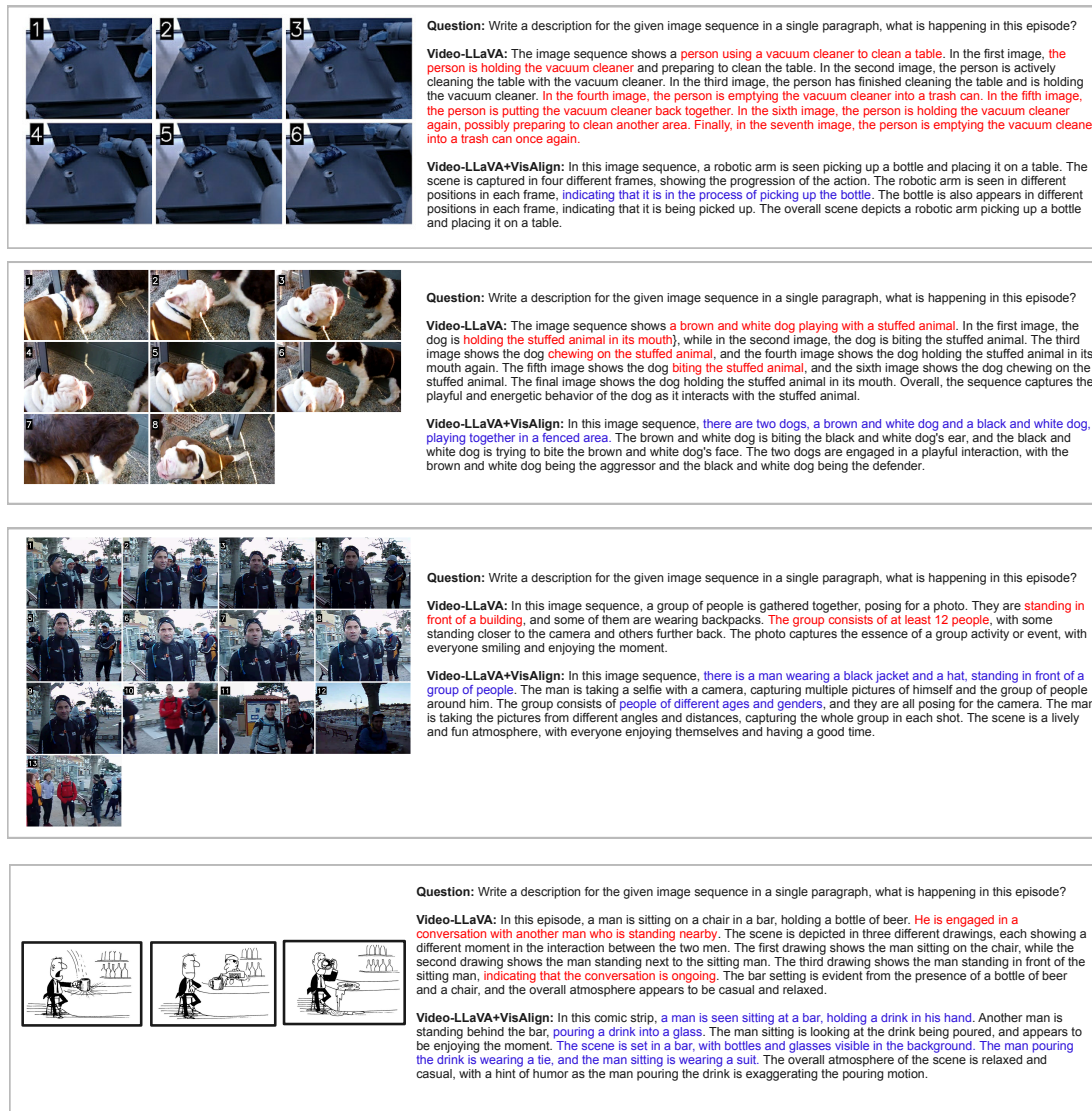 1 2 3
4 5 6
Question: Write a description for the given image sequence in a single paragraph, what is happening in this episode?
Video-LLaVA: The image sequence shows a person using a vacuum cleaner to clean a table. In the first image, the
person is holding the vacuum cleaner and preparing to clean the table. In the second image, the person is actively
cleaning the table with the vacuum cleaner. In the third image, the person has finished cleaning the table and is holding
the vacuum cleaner. In the fourth image, the person is emptying the vacuum cleaner into a trash can. In the fifth image,
the person is putting the vacuum cleaner back together. In the sixth image, the person is holding the vacuum cleaner
again, possibly preparing to clean another area. Finally, in the seventh image, the person is emptying the vacuum cleane
into a trash can once again.
Video-LLaVA+VisAlign: In this image sequence, a robotic arm is seen picking up a bottle and placing it on a table. The
scene is captured in four different frames, showing the progression of the action. The robotic arm is seen in different
positions in each frame, indicating that it is in the process of picking up the bottle. The bottle is also appears in different
positions in each frame, indicating that it is being picked up. The overall scene depicts a robotic arm picking up a bottle
and placing it on a table.
1 2 3
4 5 6
7 8
Question: Write a description for the given image sequence in a single paragraph, what is happening in this episode?
Video-LLaVA: The image sequence shows a brown and white dog playing with a stuffed animal. In the first image, the
dog is holding the stuffed animal in its mouth}, while in the second image, the dog is biting the stuffed animal. The third
image shows the dog chewing on the stuffed animal, and the fourth image shows the dog holding the stuffed animal in its
mouth again. The fifth image shows the dog biting the stuffed animal, and the sixth image shows the dog chewing on the
stuffed animal. The final image shows the dog holding the stuffed animal in its mouth. Overall, the sequence captures the
playful and energetic behavior of the dog as it interacts with the stuffed animal.
Video-LLaVA+VisAlign: In this image sequence, there are two dogs, a brown and white dog and a black and white dog,
playing together in a fenced area. The brown and white dog is biting the black and white dog's ear, and the black and
white dog is trying to bite the brown and white dog's face. The two dogs are engaged in a playful interaction, with the
brown and white dog being the aggressor and the black and white dog being the defender.
1 2 3 4
5 6 7 8
9 10 11 12
13
Question: Write a description for the given image sequence in a single paragraph, what is happening in this episode?
Video-LLaVA: In this image sequence, a group of people is gathered together, posing for a photo. They are standing in
front of a building, and some of them are wearing backpacks. The group consists of at least 12 people, with some
standing closer to the camera and others further back. The photo captures the essence of a group activity or event, with
everyone smiling and enjoying the moment.
Video-LLaVA+VisAlign: In this image sequence, there is a man wearing a black jacket and a hat, standing in front of a
group of people. The man is taking a selfie with a camera, capturing multiple pictures of himself and the group of people
around him. The group consists of people of different ages and genders, and they are all posing for the camera. The man
is taking the pictures from different angles and distances, capturing the whole group in each shot. The scene is a lively
and fun atmosphere, with everyone enjoying themselves and having a good time.
Question: Write a description for the given image sequence in a single paragraph, what is happening in this episode?
Video-LLaVA: In this episode, a man is sitting on a chair in a bar, holding a bottle of beer. He is engaged in a
conversation with another man who is standing nearby. The scene is depicted in three different drawings, each showing a
different moment in the interaction between the two men. The first drawing shows the man sitting on the chair, while the
second drawing shows the man standing next to the sitting man. The third drawing shows the man standing in front of the
sitting man, indicating that the conversation is ongoing. The bar setting is evident from the presence of a bottle of beer
and a chair, and the overall atmosphere appears to be casual and relaxed.
Video-LLaVA+VisAlign: In this comic strip, a man is seen sitting at a bar, holding a drink in his hand. Another man is
standing behind the bar, pouring a drink into a glass. The man sitting is looking at the drink being poured, and appears to
be enjoying the moment. The scene is set in a bar, with bottles and glasses visible in the background. The man pouring
the drink is wearing a tie, and the man sitting is wearing a suit. The overall atmosphere of the scene is relaxed and
casual, with a hint of humor as the man pouring the drink is exaggerating the pouring motion.